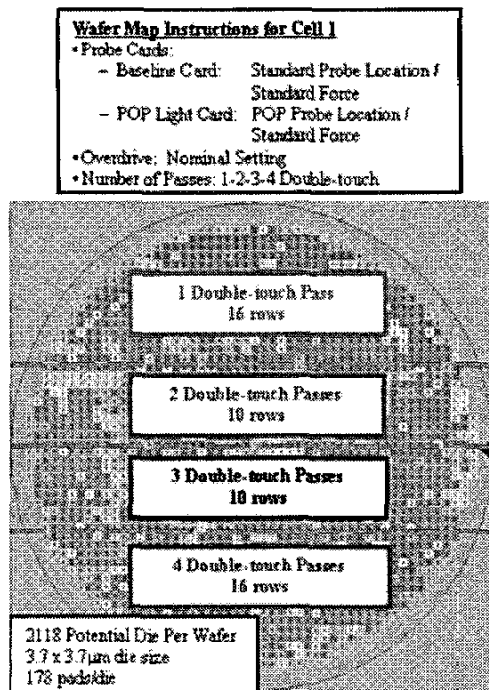 Wafer Map Instructions for Cell 1
•Probe Cards:
– Baseline Card: Standard Probe Location /
Standard Force
– POP Light Card: POP Probe Location /
Standard Force
•Overdrive: Nominal Setting
•Number of Passes: 1-2-3-4 Double-touch
1 Double-touch Pass
16 rows
2 Double-touch Passes
10 rows
3 Double-touch Passes
10 rows
4 Double-touch Passes
16 rows
2118 Potential Die Per Wafer
3.7 x 3.7µm die size
178 pads/die